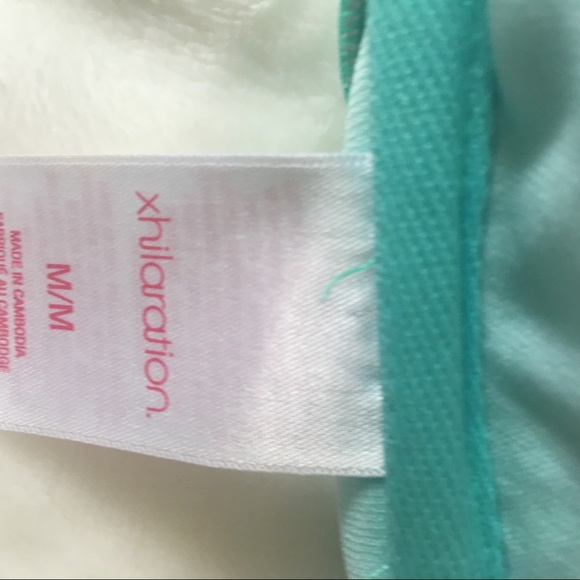 xhilaration.
M/M
MADE IN CAMBODIA
FABRIQUÉ AU CAMBODGE